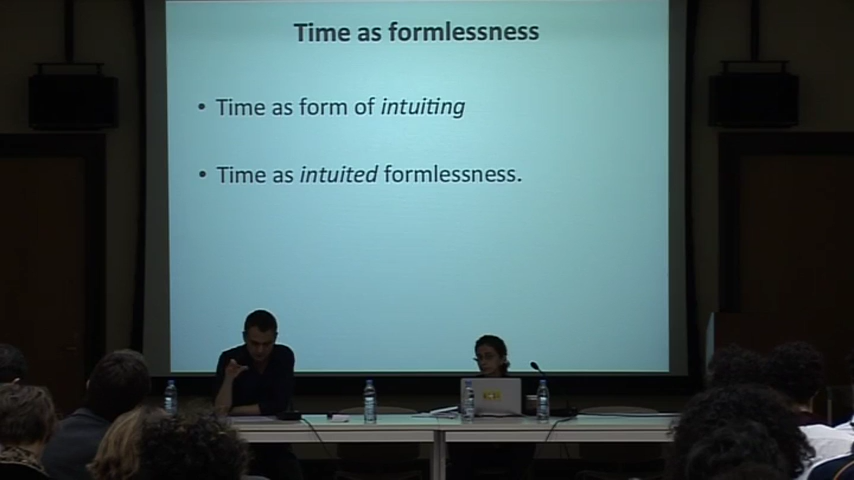 Time as formlessness
• Time as form of intuiting
• Time as intuited formlessness.